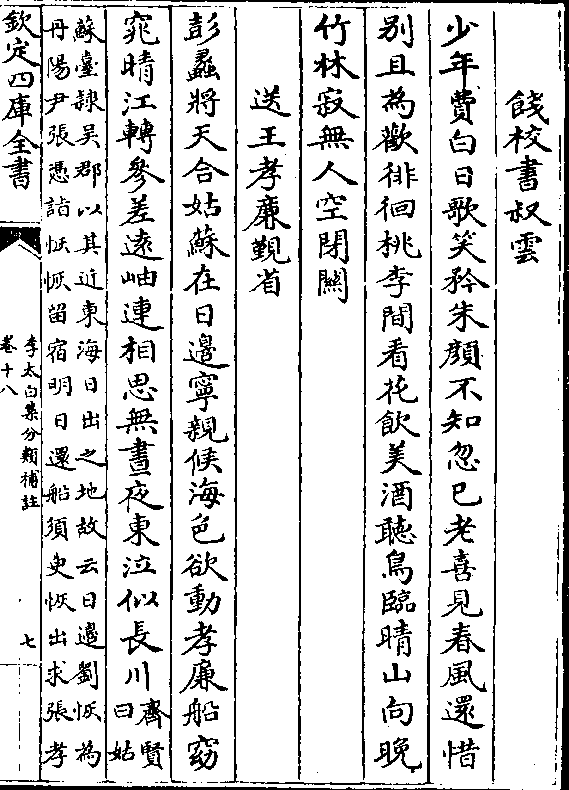 餞校書叔雲
少年費白日歌笑矜朱顔不知忽已老喜見春風還惜
别且為歡徘徊桃李間看花飲美酒聽鳥臨晴山向晚
竹林寂無人空閉關
送王孝廉覲省
彭蠡將天合姑蘇在日邊寧親候海色欲動孝廉船窈
窕晴江轉參差遠岫連相思無晝夜東泣似長川齊賢
曰姑
蘇臺隷吳郡以其近東海日出之地故云日邉劉恢為
丹陽尹張憑詣恢恢留宿明日還船須臾恢出求張孝
欽定四庫全書
李太白集分類補註
卷十八
七